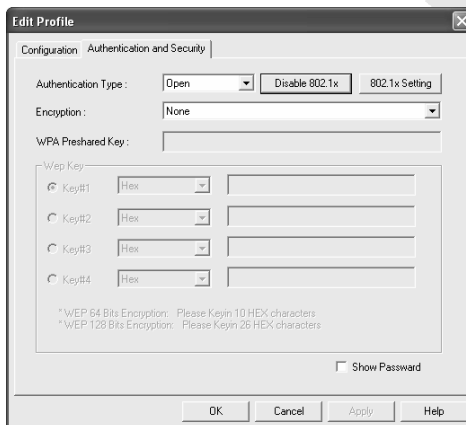 Edit Profile
Configuration Authentication and Security
Authentication Type : Open Disable 802.1x 802.1x Setting
Encryption : None
WPA Preshared Key :
Wep Key
Key#1 Hex
Key#2 Hex
Key#3 Hex
Key#4 Hex
* WEP 64 Bits Encryption: Please Keyin 10 HEX characters
* WEP 128 Bits Encryption: Please Keyin 26 HEX characters
Show Passward
OK Cancel Apply Help